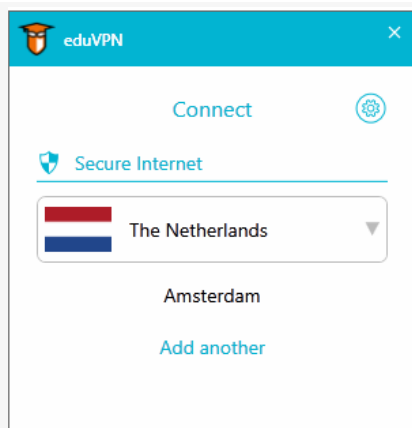 eduVPN
Connect
Secure Internet
The Netherlands
Amsterdam
Add another